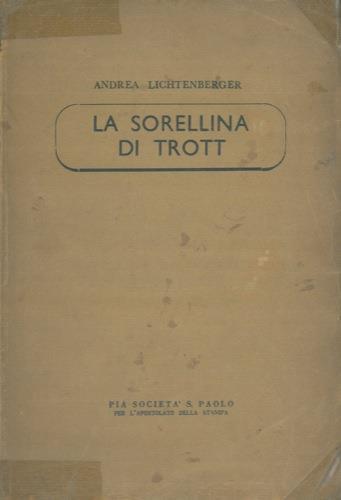 ANDREA LICHTENBERGER
LA SORELLINA
DI TROTT
PIA SOCIETA' S. PAOLO
PER L'APOSTOLATO DELLA STAMPA